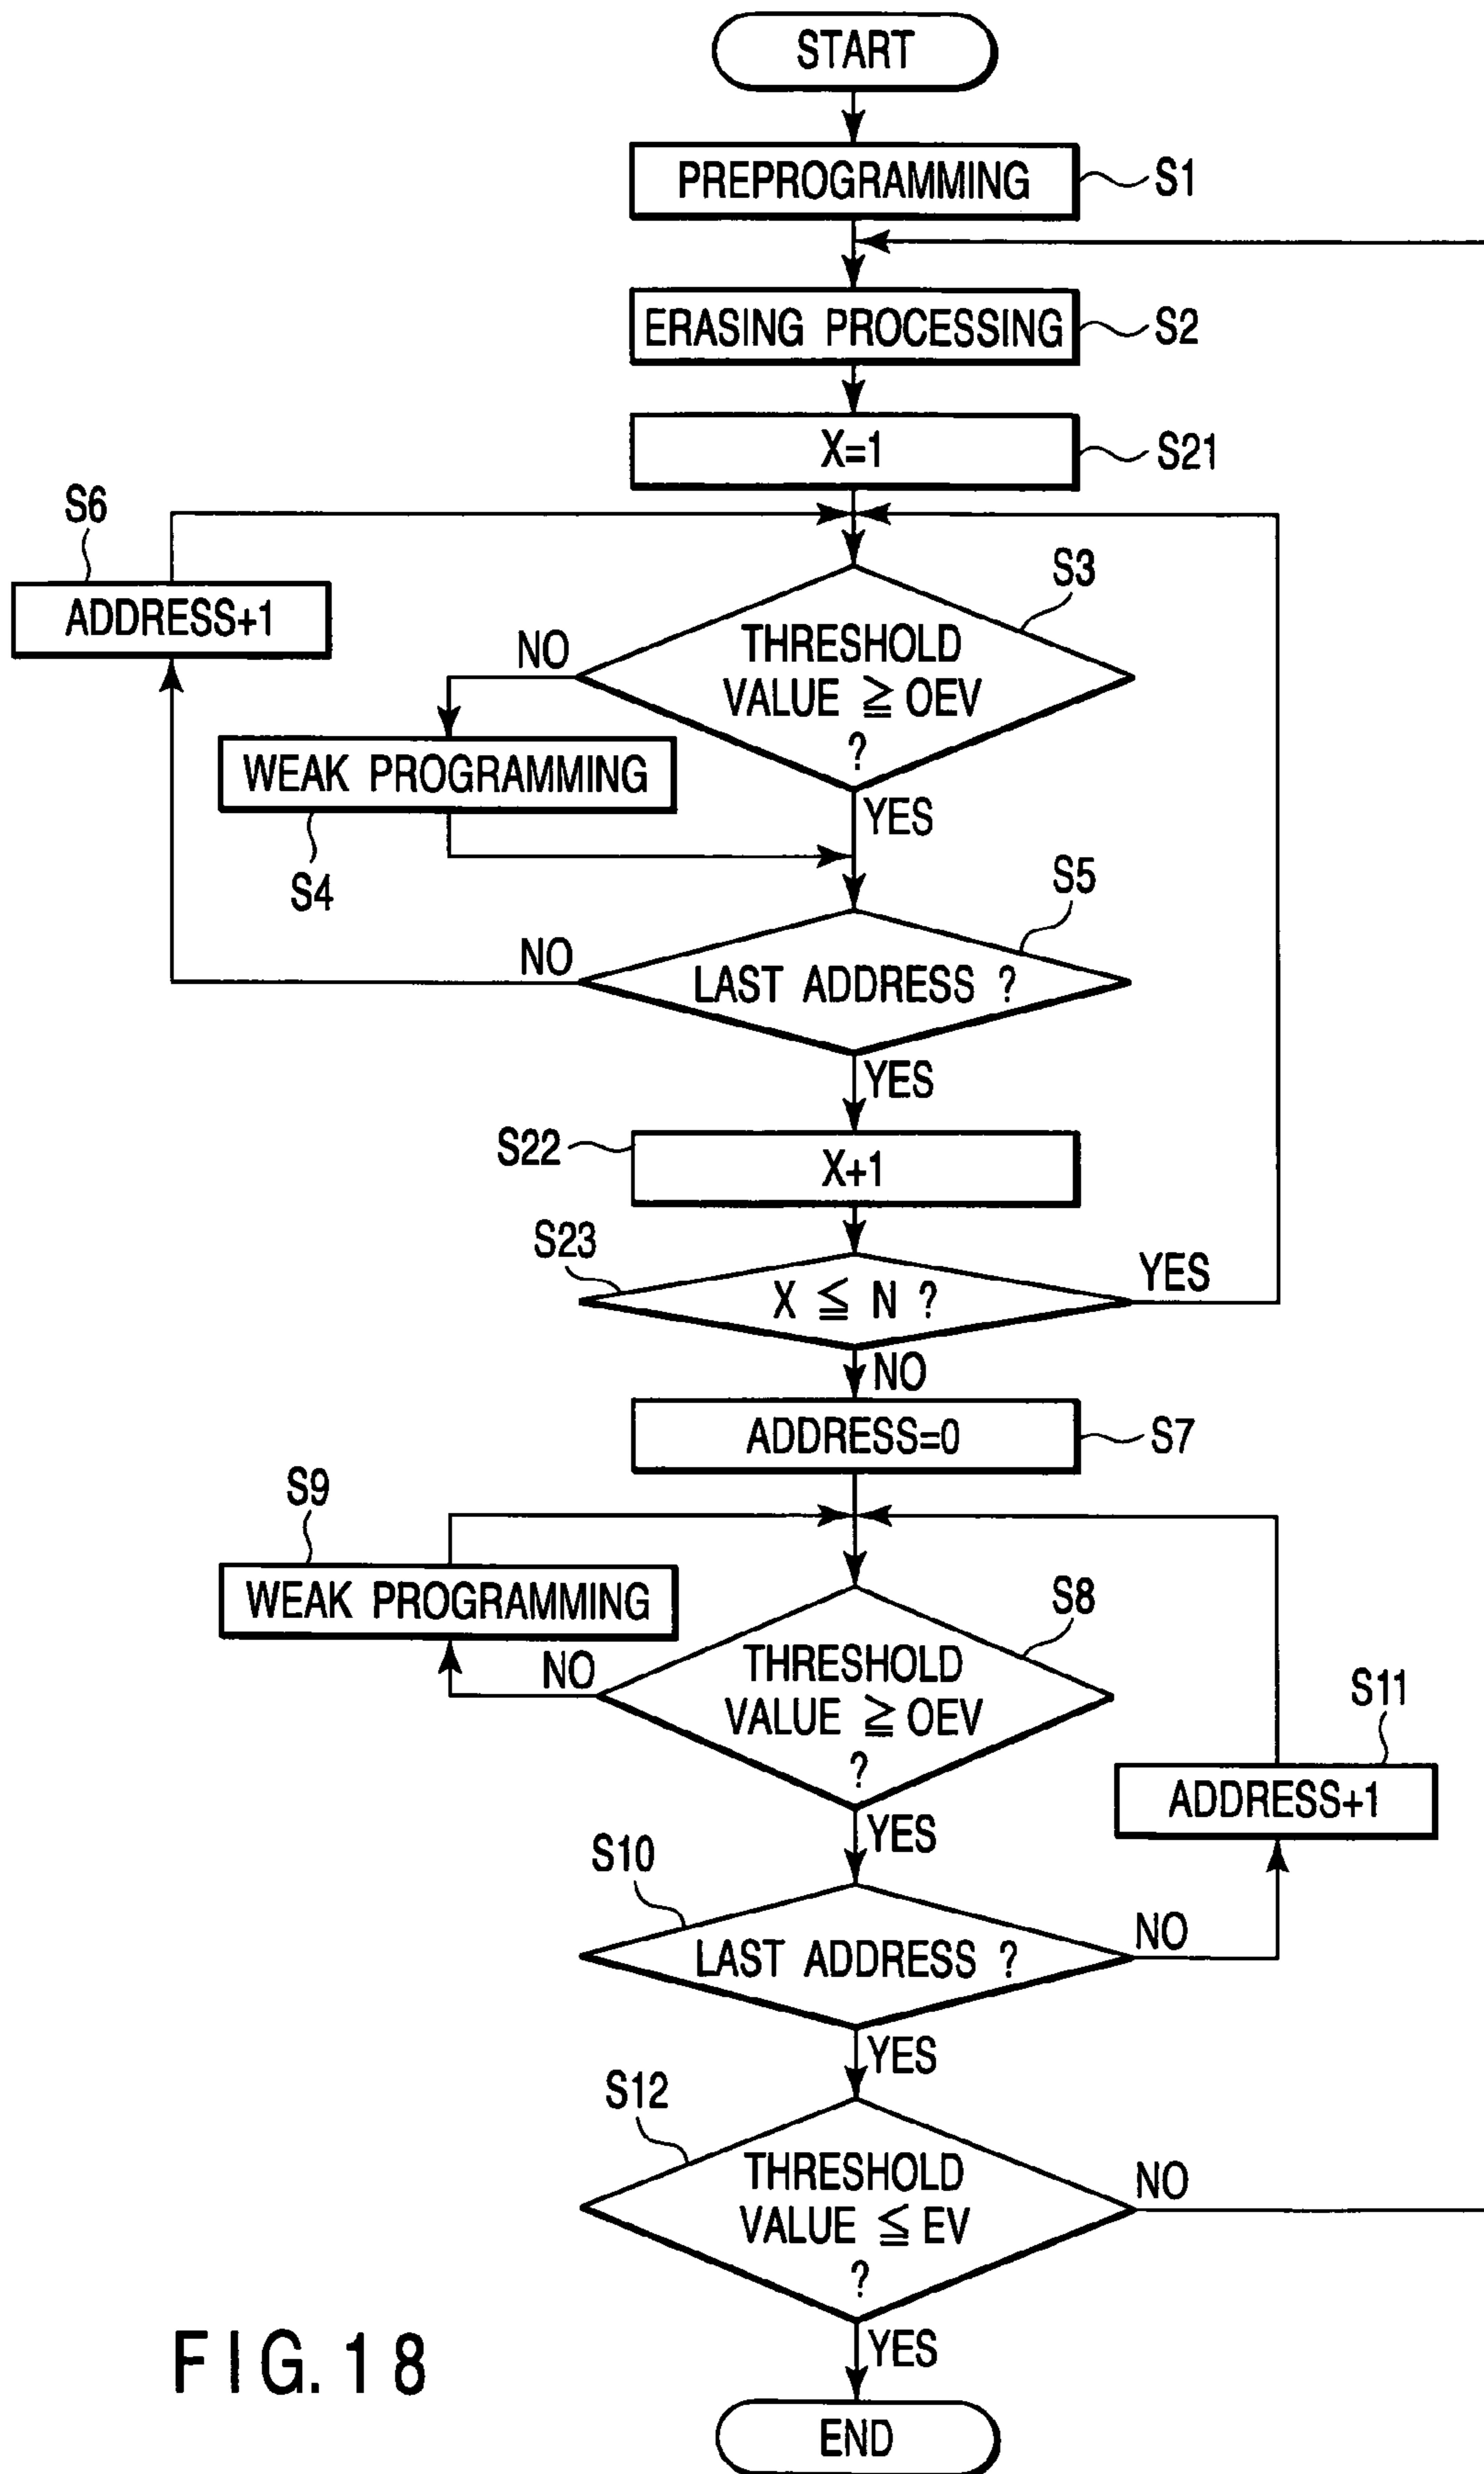 START
PREPROGRAMMING
S1
ERASING PROCESSING
S2
X=1
S21
S6
ADDRESS+1
S3
THRESHOLD
VALUE ≧ OEV
?
NO
WEAK PROGRAMMING
S4
YES
S5
NO
LAST ADDRESS ?
YES
S22
X+1
S23
X ≦ N ?
YES
NO
ADDRESS=0
S7
S9
WEAK PROGRAMMING
S8
NO
THRESHOLD
VALUE ≧ OEV
?
S11
ADDRESS+1
YES
S10
NO
LAST ADDRESS ?
YES
S12
THRESHOLD
VALUE ≦ EV
?
NO
YES
FIG. 18
END